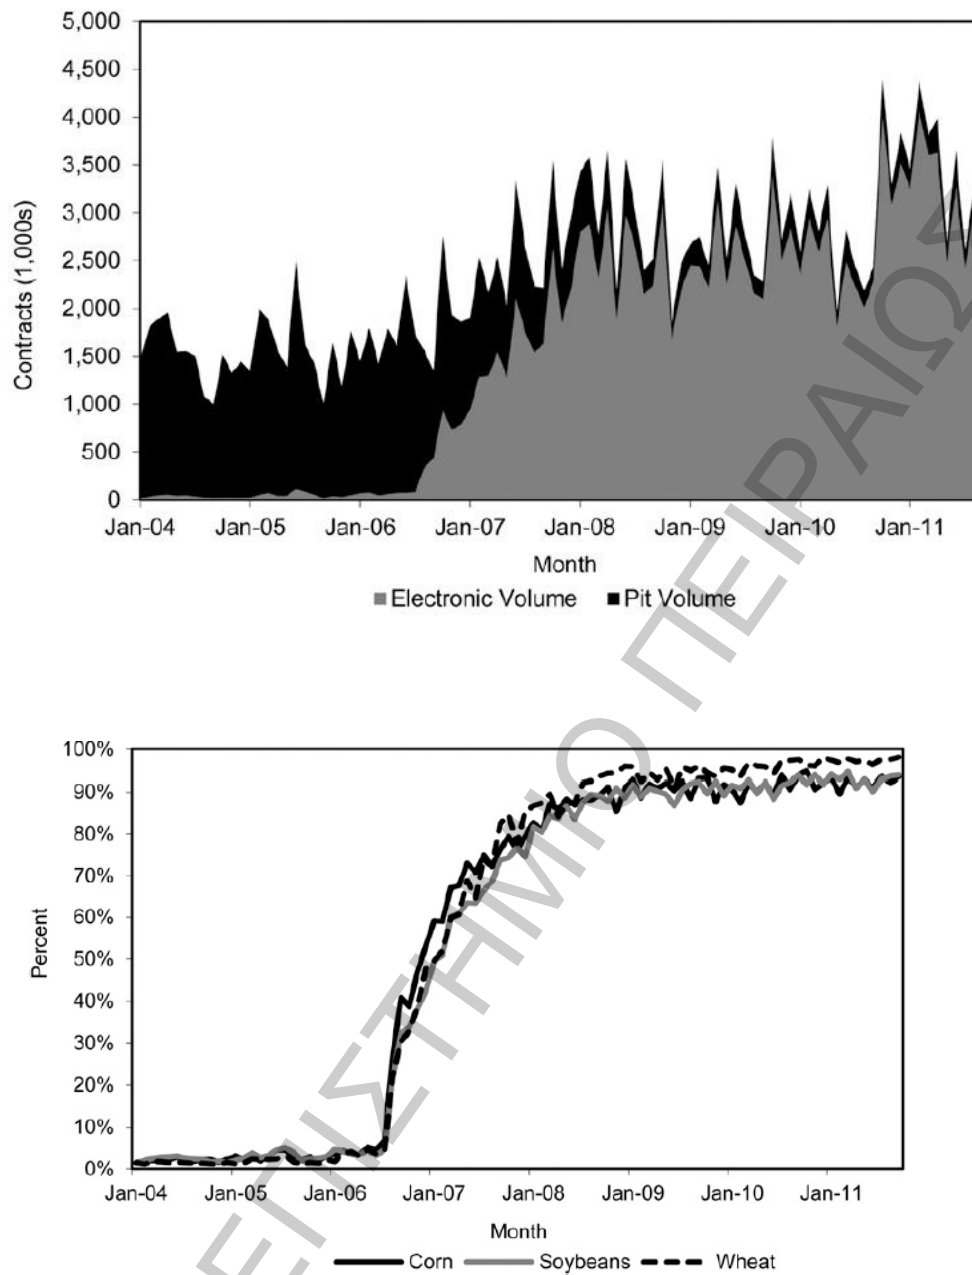 5,000
4,500
4,000
3,500
3,000
2,500
2,000
1,500
1,000
500
0
Contracts (1,000s)
Jan-04 Jan-05 Jan-06 Jan-07 Jan-08 Jan-09 Jan-10 Jan-11
Month
Electronic Volume Pit Volume
100%
90%
80%
70%
60%
50%
40%
30%
20%
10%
0%
Percent
Jan-04 Jan-05 Jan-06 Jan-07 Jan-08 Jan-09 Jan-10 Jan-11
Month
Corn Soybeans Wheat
ΠΕΙΡΑΙΩΣ